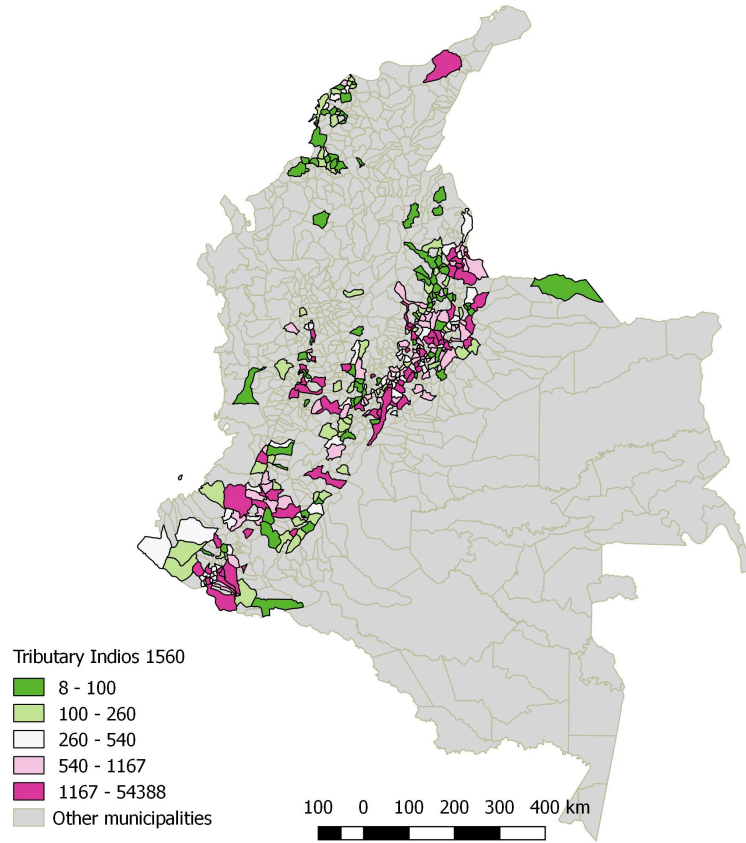 Tributary Indios 1560
8 - 100
100 - 260
260 - 540
540 - 1167
1167 - 54388
Other municipalities
100 0 100 200 300 400 km